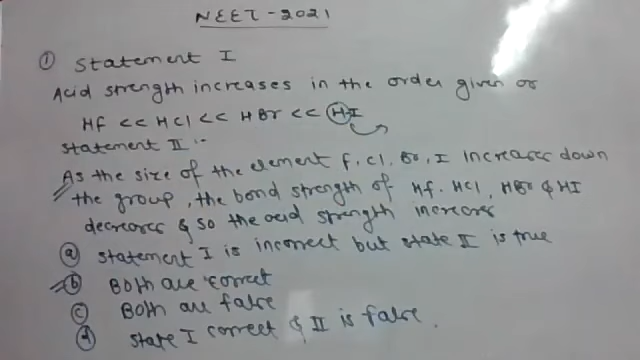 NEET-2021
① Statement I
Acid strength increases in the order given as
Hf << HCl << HBr << HI
Statement II :-
As the size of the element f, Cl, Br, I increases down
the group, the bond strength of Hf, HCl, HBr & HI
decreases & so the acid strength increase
ⓐ Statement I is incorrect but state II is true
ⓑ Both are correct
ⓒ Both are false
ⓓ State I correct & II is false.